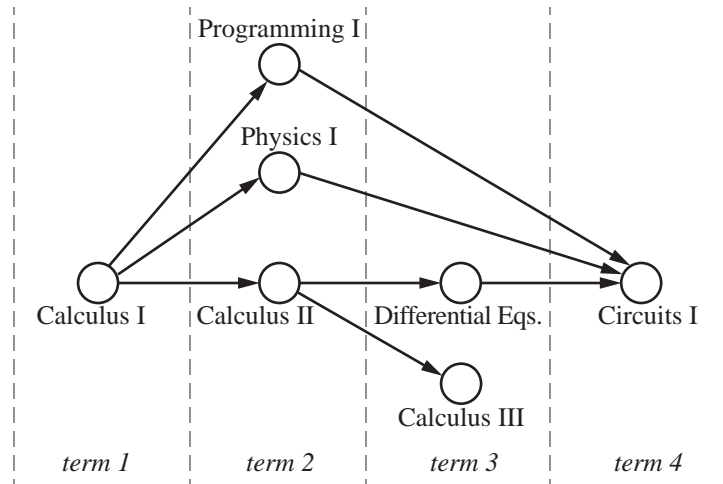 Programming I
Physics I
Calculus I
Calculus II
Differential Eqs.
Circuits I
Calculus III
term 1
term 2
term 3
term 4